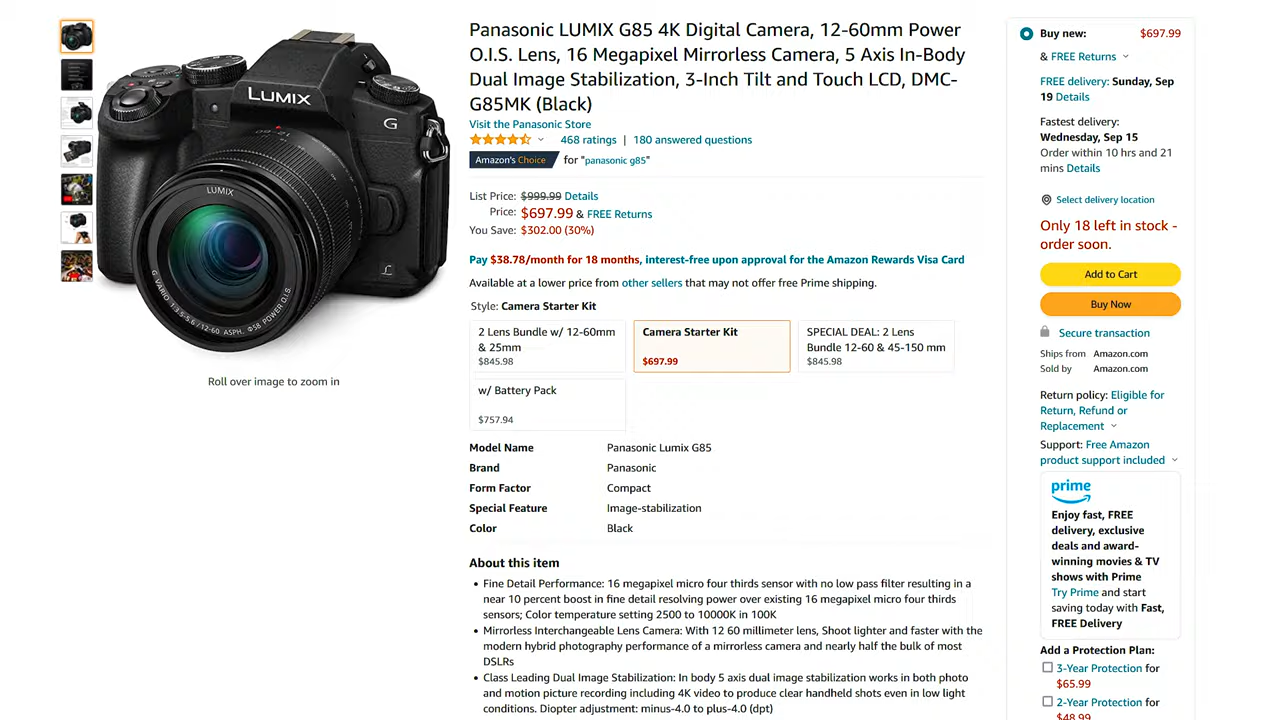 LUMIX
G
LUMIX
G VARIO 1:3.5-5.6 / 12-60 ASPH. Φ58 POWER O.I.S.
Roll over image to zoom in
Panasonic LUMIX G85 4K Digital Camera, 12-60mm Power
O.I.S. Lens, 16 Megapixel Mirrorless Camera, 5 Axis In-Body
Dual Image Stabilization, 3-Inch Tilt and Touch LCD, DMC-
G85MK (Black)
Visit the Panasonic Store
468 ratings | 180 answered questions
Amazon's Choice for "panasonic g85"
List Price: $999.99 Details
Price: $697.99 & FREE Returns
You Save: $302.00 (30%)
Pay $38.78/month for 18 months, interest-free upon approval for the Amazon Rewards Visa Card
Available at a lower price from other sellers that may not offer free Prime shipping.
Style: Camera Starter Kit
2 Lens Bundle w/ 12-60mm
& 25mm
$845.98
Camera Starter Kit
$697.99
SPECIAL DEAL: 2 Lens
Bundle 12-60 & 45-150 mm
$845.98
w/ Battery Pack
$757.94
Model Name Panasonic Lumix G85
Brand Panasonic
Form Factor Compact
Special Feature Image-stabilization
Color Black
About this item
• Fine Detail Performance: 16 megapixel micro four thirds sensor with no low pass filter resulting in a
near 10 percent boost in fine detail resolving power over existing 16 megapixel micro four thirds
sensors; Color temperature setting 2500 to 10000K in 100K
• Mirrorless Interchangeable Lens Camera: With 12 60 millimeter lens, Shoot lighter and faster with the
modern hybrid photography performance of a mirrorless camera and nearly half the bulk of most
DSLRs
• Class Leading Dual Image Stabilization: In body 5 axis dual image stabilization works in both photo
and motion picture recording including 4K video to produce clear handheld shots even in low light
conditions. Diopter adjustment: minus-4.0 to plus-4.0 (dpt)
Buy new: $697.99
& FREE Returns
FREE delivery: Sunday, Sep
19 Details
Fastest delivery:
Wednesday, Sep 15
Order within 10 hrs and 21
mins Details
Select delivery location
Only 18 left in stock -
order soon.
Add to Cart
Buy Now
Secure transaction
Ships from Amazon.com
Sold by Amazon.com
Return policy: Eligible for
Return, Refund or
Replacement
Support: Free Amazon
product support included
prime
Enjoy fast, FREE
delivery, exclusive
deals and award-
winning movies & TV
shows with Prime
Try Prime and start
saving today with Fast,
FREE Delivery
Add a Protection Plan:
3-Year Protection for
$65.99
2-Year Protection for
$48.99